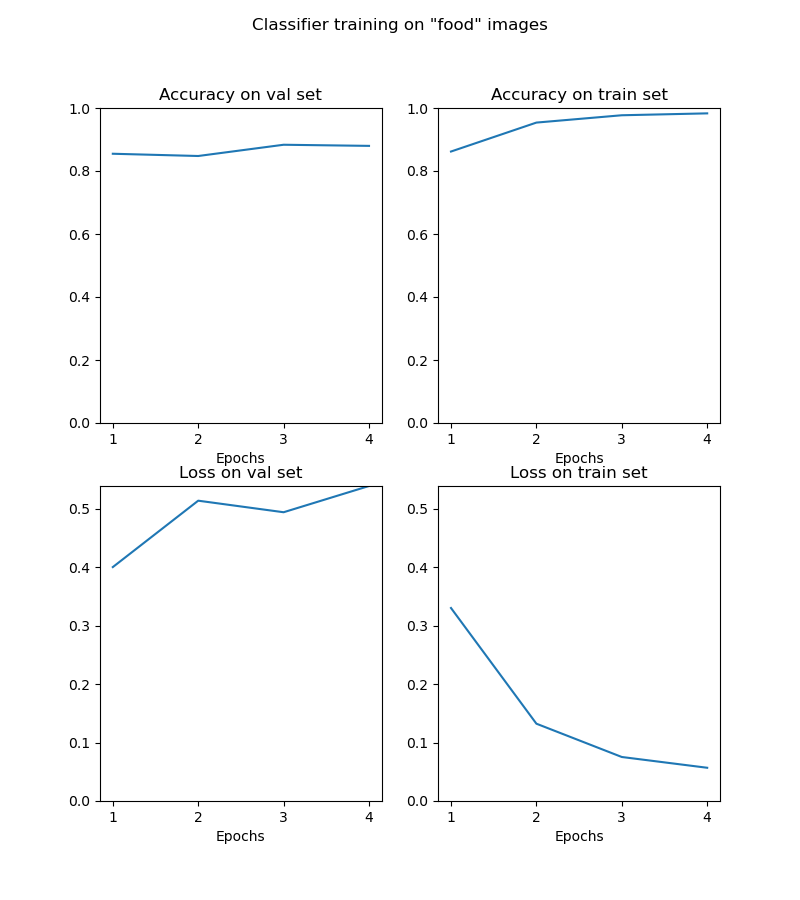 Classifier training on "food" images
Accuracy on val set
1.0
0.8
0.6
0.4
0.2
0.0
1 2 3 4
Epochs
Accuracy on train set
1.0
0.8
0.6
0.4
0.2
0.0
1 2 3 4
Epochs
Loss on val set
0.5
0.4
0.3
0.2
0.1
0.0
1 2 3 4
Epochs
Loss on train set
0.5
0.4
0.3
0.2
0.1
0.0
1 2 3 4
Epochs